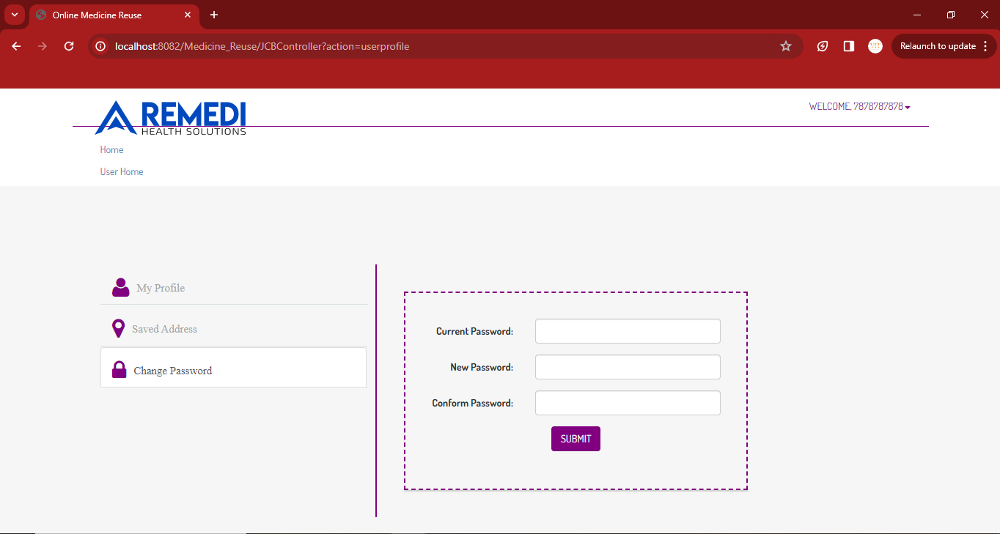 Online Medicine Reuse
localhost:8082/Medicine_Reuse/JCBController?action=userprofile
Relaunch to update
REMEDI
HEALTH SOLUTIONS
WELCOME, 7878787878
Home
User Home
My Profile
Saved Address
Change Password
Current Password:
New Password:
Conform Password:
SUBMIT